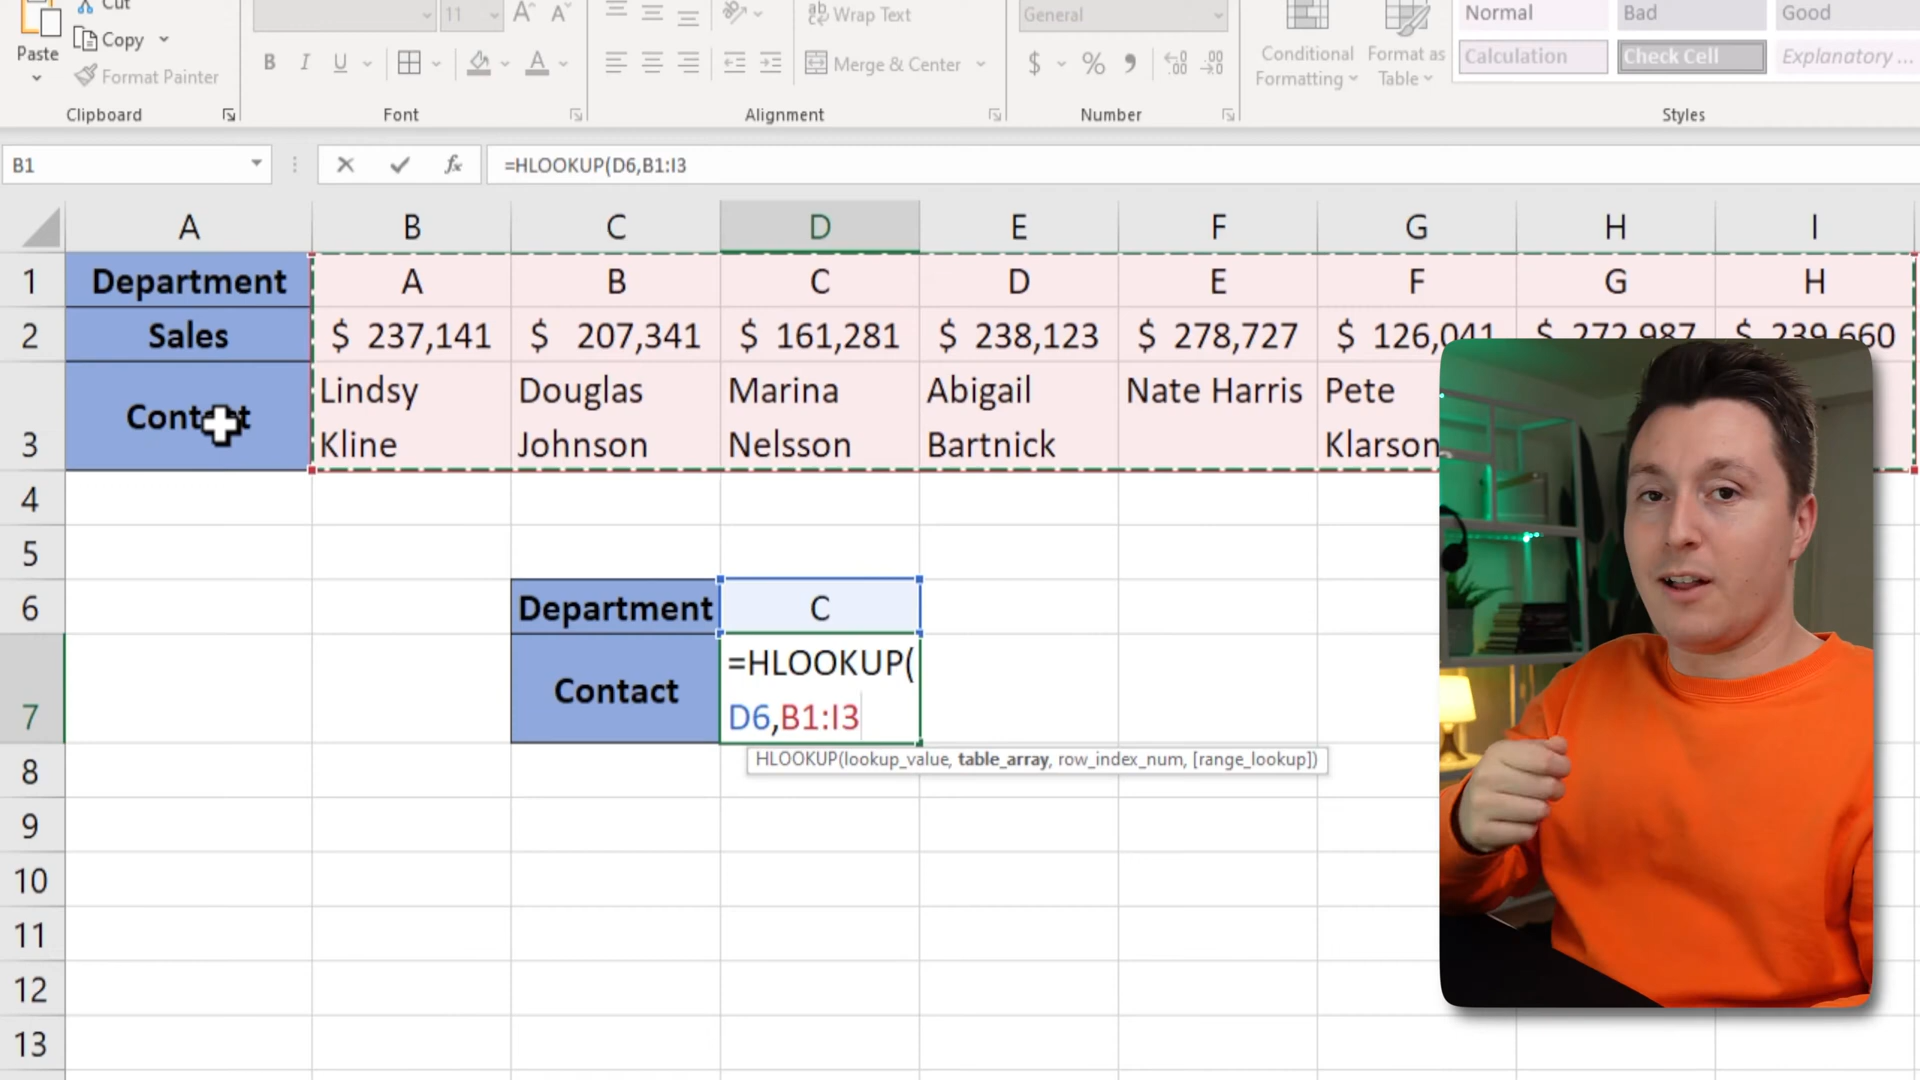 Cut
11
Wrap Text
General
Normal
Bad
Good
Paste
Copy
Format Painter
B I U
A
Merge & Center
$ % 9
Conditional Formatting
Format as Table
Calculation
Check Cell
Explanatory ...
Clipboard
Font
Alignment
Number
Styles
B1
fx
=HLOOKUP(D6,B1:I3
A B C D E F G H I
1 Department A B C D E F G H
2 Sales $ 237,141 $ 207,341 $ 161,281 $ 238,123 $ 278,727 $ 126,041 $ 272,987 $ 239,660
3 Contact Lindsy Kline Douglas Johnson Marina Nelsson Abigail Bartnick Nate Harris Pete Klarson
4
5
6 Department C
7 Contact =HLOOKUP(
D6,B1:I3
HLOOKUP(lookup_value, table_array, row_index_num, [range_lookup])
8
9
10
11
12
13